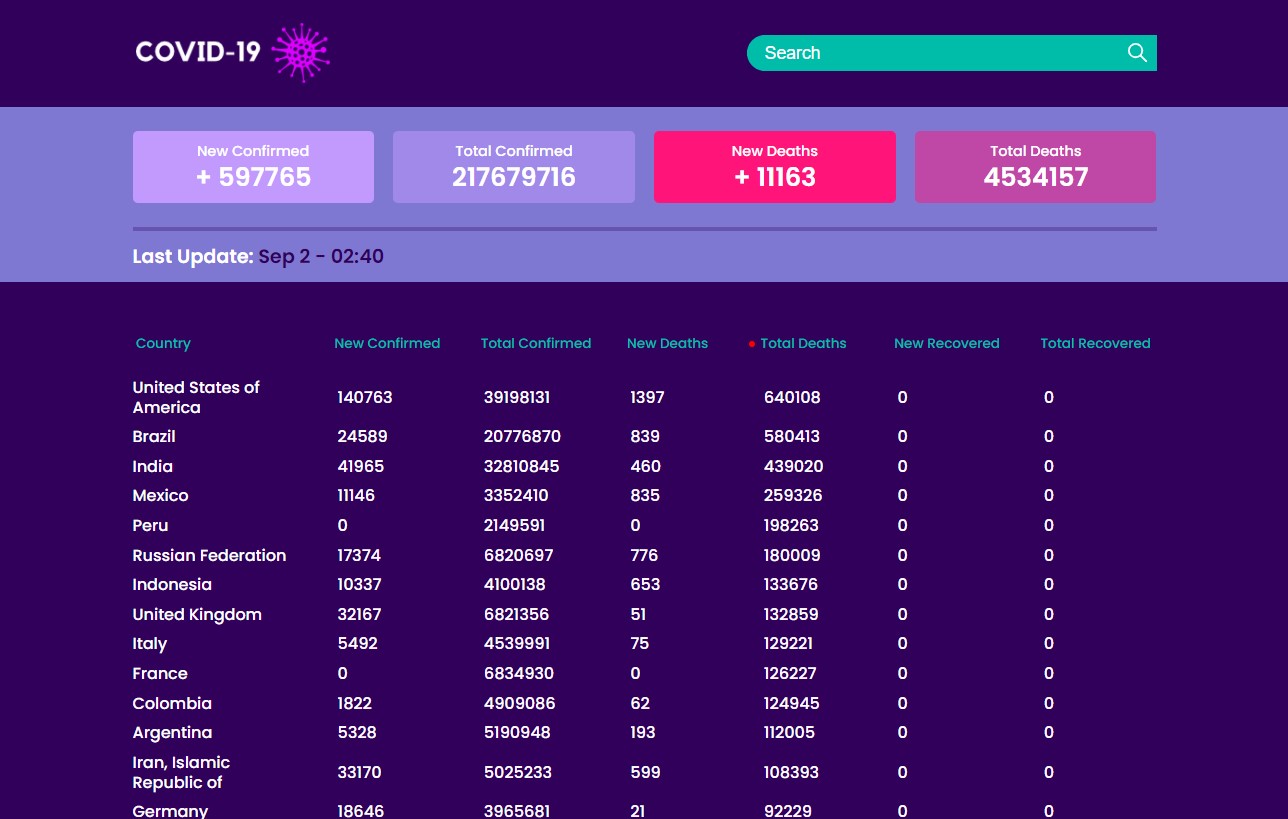 COVID-19
Search
New Confirmed
+ 597765
Total Confirmed
217679716
New Deaths
+ 11163
Total Deaths
4534157
Last Update: Sep 2 - 02:40
Country New Confirmed Total Confirmed New Deaths Total Deaths New Recovered Total Recovered
United States of
America 140763 39198131 1397 640108 0 0
Brazil 24589 20776870 839 580413 0 0
India 41965 32810845 460 439020 0 0
Mexico 11146 3352410 835 259326 0 0
Peru 0 2149591 0 198263 0 0
Russian Federation 17374 6820697 776 180009 0 0
Indonesia 10337 4100138 653 133676 0 0
United Kingdom 32167 6821356 51 132859 0 0
Italy 5492 4539991 75 129221 0 0
France 0 6834930 0 126227 0 0
Colombia 1822 4909086 62 124945 0 0
Argentina 5328 5190948 193 112005 0 0
Iran, Islamic
Republic of 33170 5025233 599 108393 0 0
Germany 18646 3965681 21 92229 0 0